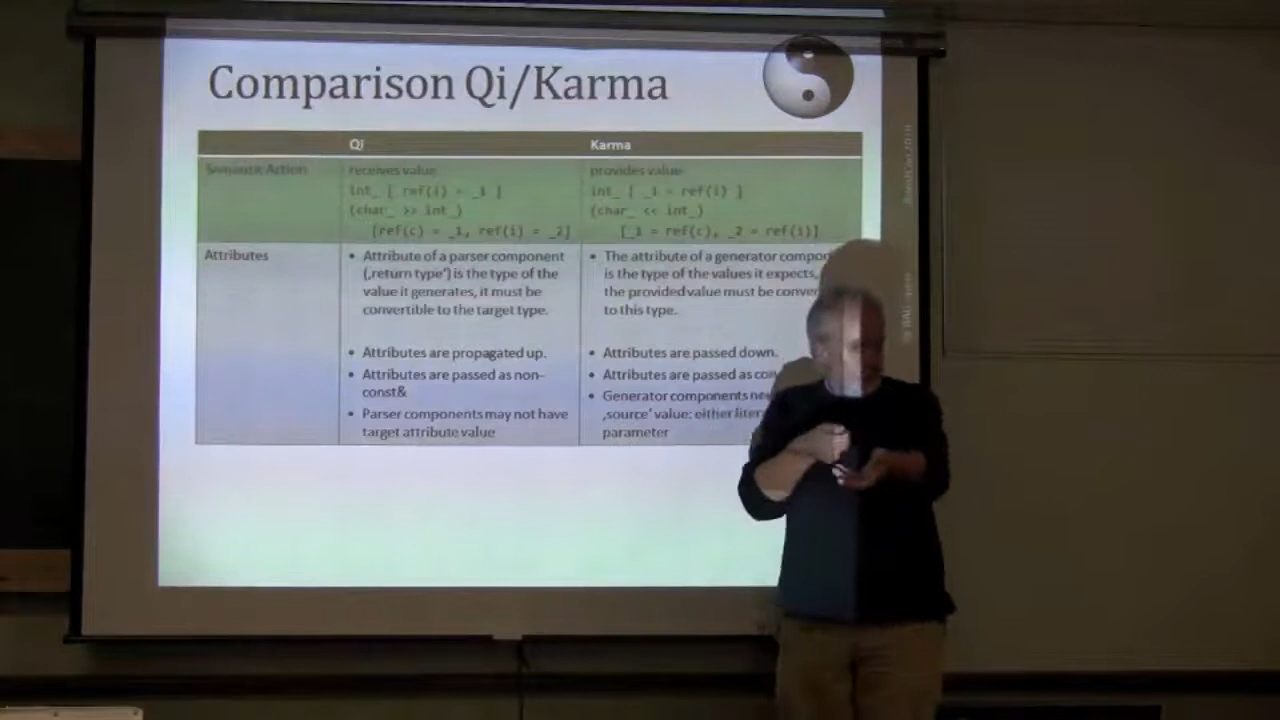 Comparison Qi/Karma
Qi
Karma
Semantic Action
receives value
int_ [ ref(i) = _1 ]
(char_ >> int_)
[ref(c) = _1, ref(i) = _2]
provides value
int_ [ _1 = ref(i) ]
(char_ << int_)
[_1 = ref(c), _2 = ref(i)]
Attributes
• Attribute of a parser component
(‚return type') is the type of the
value it generates, it must be
convertible to the target type.
• Attributes are propagated up.
• Attributes are passed as non-
const&
• Parser components may not have
target attribute value
• The attribute of a generator
is the type of the values it expects,
the provided value must be
to this type.
• Attributes are passed down.
• Attributes are passed as
• Generator components
‚source' value: either
parameter